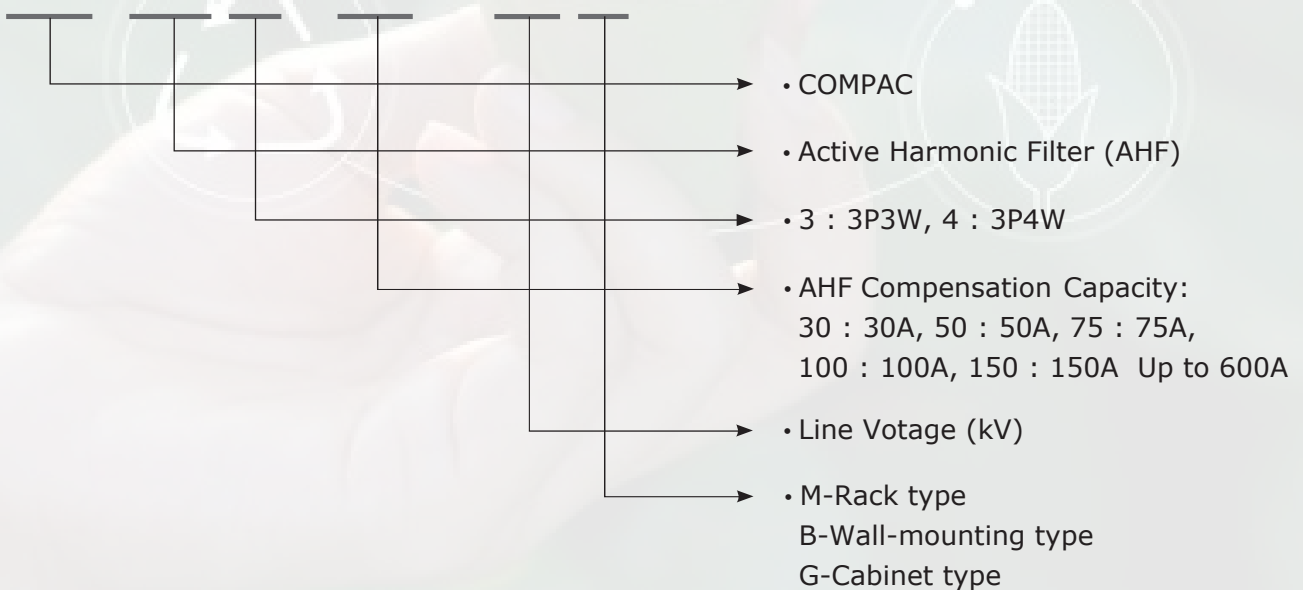 • COMPAC
• Active Harmonic Filter (AHF)
• 3 : 3P3W, 4 : 3P4W
• AHF Compensation Capacity:
30 : 30A, 50 : 50A, 75 : 75A,
100 : 100A, 150 : 150A Up to 600A
• Line Votage (kV)
• M-Rack type
B-Wall-mounting type
G-Cabinet type